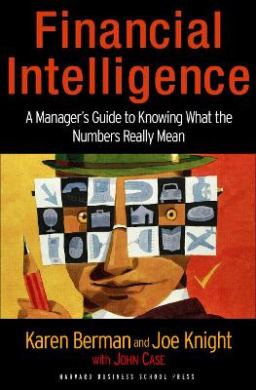 Financial
Intelligence
A Manager's Guide to Knowing What the
Numbers Really Mean
Karen Berman and Joe Knight
with JOHN CASE
HARVARD BUSINESS SCHOOL PRESS